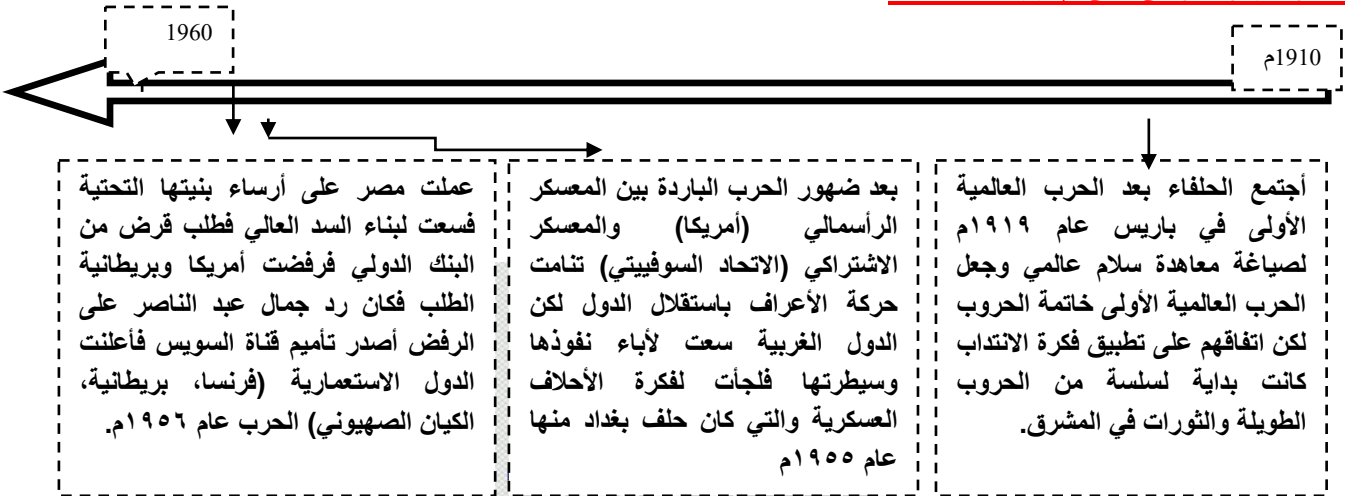 1910م
1960
أجتمع الحلفاء بعد الحرب العالمية
الأولى في باريس عام ١٩١٩م
لصياغة معاهدة سلام عالمي وجعل
الحرب العالمية الأولى خاتمة الحروب
لكن اتفاقهم على تطبيق فكرة الانتداب
كانت بداية لسلسة من الحروب
الطويلة والثورات في المشرق.
بعد ضهور الحرب الباردة بين المعسكر
الرأسمالي (أمريكا) والمعسكر
الاشتراكي (الاتحاد السوفييتي) تنامت
حركة الأعراف باستقلال الدول لكن
الدول الغربية سعت لأباء نفوذها
وسيطرتها فلجأت لفكرة الأحلاف
العسكرية والتي كان حلف بغداد منها
عام ١٩٥٥م
عملت مصر على أرساء بنيتها التحتية
فسعت لبناء السد العالي فطلب قرض من
البنك الدولي فرفضت أمريكا وبريطانية
الطلب فكان رد جمال عبد الناصر على
الرفض أصدر تأميم قناة السويس فأعلنت
الدول الاستعمارية (فرنسا، بريطانية،
الكيان الصهيوني) الحرب عام ١٩٥٦م.